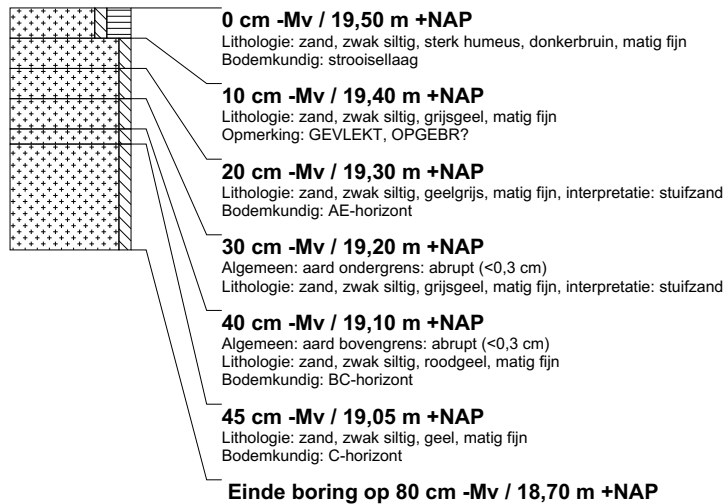 0 cm -Mv / 19,50 m +NAP
Lithologie: zand, zwak siltig, sterk humeus, donkerbruin, matig fijn
Bodemkundig: strooisellaag
10 cm -Mv / 19,40 m +NAP
Lithologie: zand, zwak siltig, grijsgeel, matig fijn
Opmerking: GEVLEKT, OPGEBR?
20 cm -Mv / 19,30 m +NAP
Lithologie: zand, zwak siltig, geelgrijs, matig fijn, interpretatie: stuifzand
Bodemkundig: AE-horizont
30 cm -Mv / 19,20 m +NAP
Algemeen: aard ondergrens: abrupt (<0,3 cm)
Lithologie: zand, zwak siltig, grijsgeel, matig fijn, interpretatie: stuifzand
40 cm -Mv / 19,10 m +NAP
Algemeen: aard bovengrens: abrupt (<0,3 cm)
Lithologie: zand, zwak siltig, roodgeel, matig fijn
Bodemkundig: BC-horizont
45 cm -Mv / 19,05 m +NAP
Lithologie: zand, zwak siltig, geel, matig fijn
Bodemkundig: C-horizont
Einde boring op 80 cm -Mv / 18,70 m +NAP